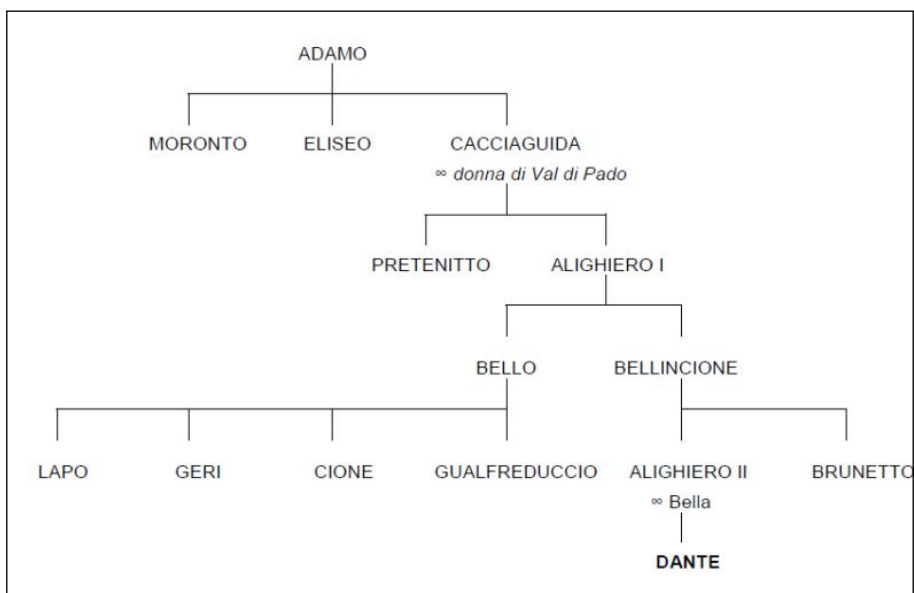 ADAMO
MORONTO ELISEO CACCIAGUIDA
∞ donna di Val di Pado
PRETENITTO ALIGHIERO I
BELLO BELLINCIONE
LAPO GERI CIONE GUALFREDUCCIO ALIGHIERO II BRUNETTO
∞ Bella
DANTE